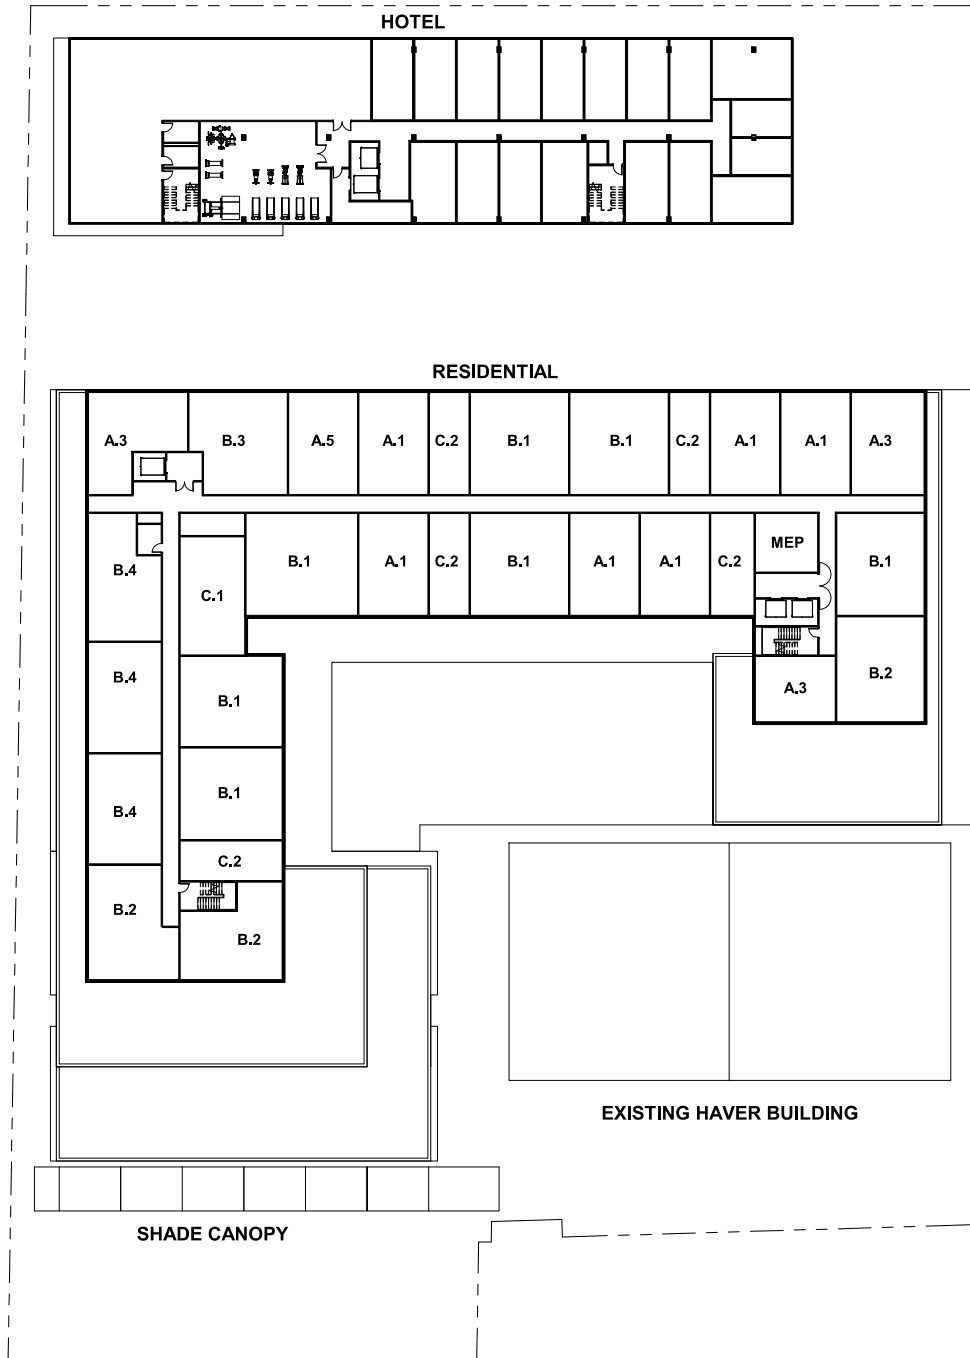 HOTEL
RESIDENTIAL
A.3 B.3 A.5 A.1 C.2 B.1 B.1 C.2 A.1 A.1 A.3
B.4 C.1 B.1 A.1 C.2 B.1 A.1 A.1 C.2 MEP B.1
B.4 B.1 A.3 B.2
B.4 B.1
C.2
B.2 B.2
EXISTING HAVER BUILDING
SHADE CANOPY